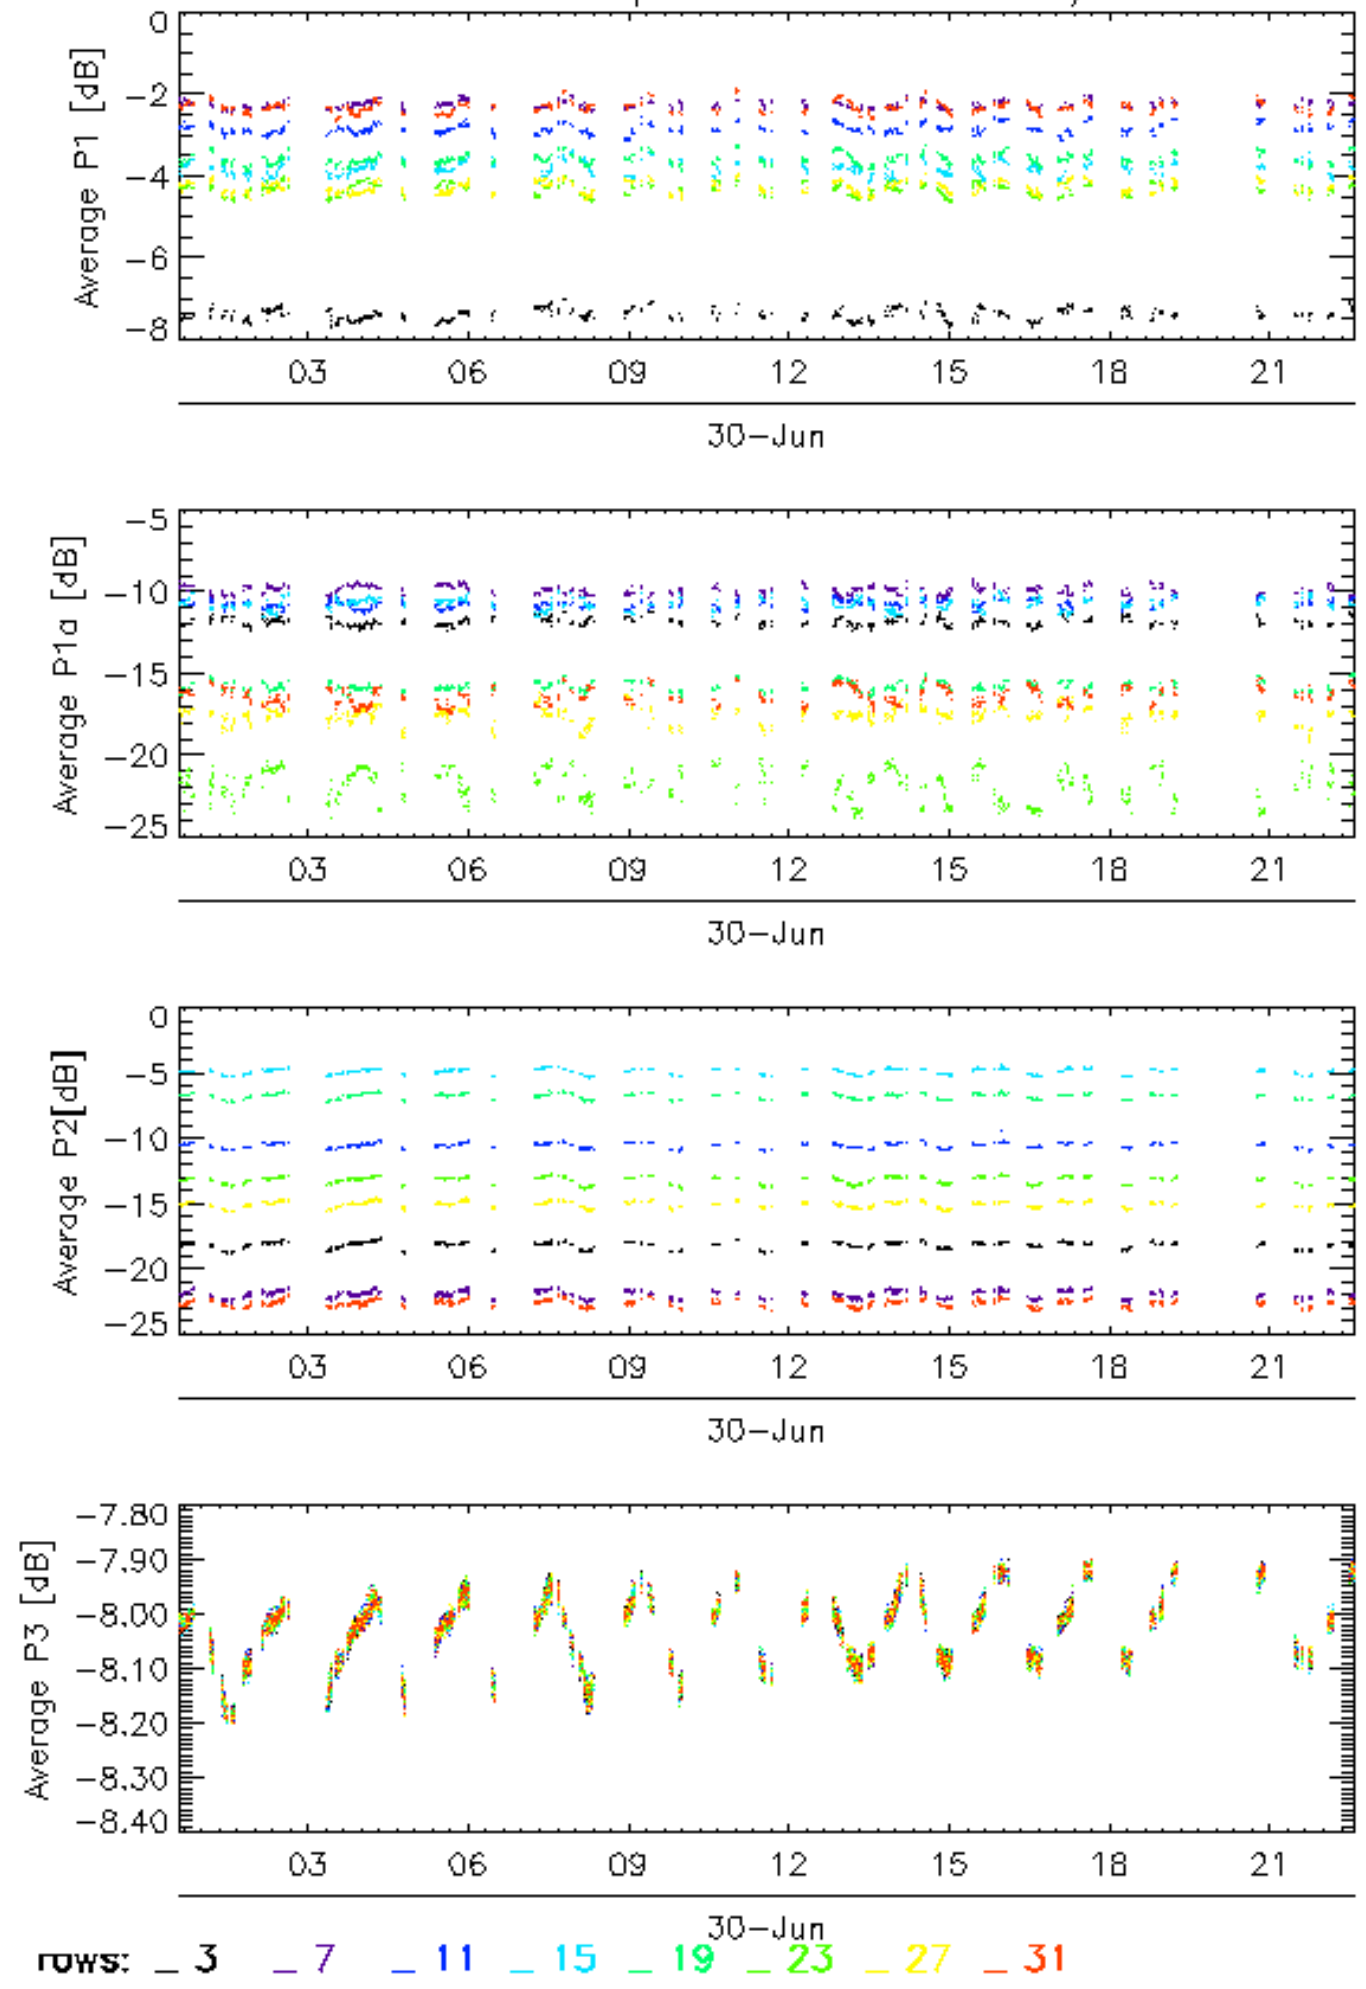 0
-2
-4
-6
-8
Average P1 [dB]
03 06 09 12 15 18 21
30-Jun
-5
-10
-15
-20
-25
Average P1a [dB]
03 06 09 12 15 18 21
30-Jun
0
-5
-10
-15
-20
-25
Average P2[dB]
03 06 09 12 15 18 21
30-Jun
-7.80
-7.90
-8.00
-8.10
-8.20
-8.30
-8.40
Average P3 [dB]
03 06 09 12 15 18 21
30-Jun
rows: _ 3 _ 7 _ 11 _ 15 _ 19 _ 23 _ 27 _ 31